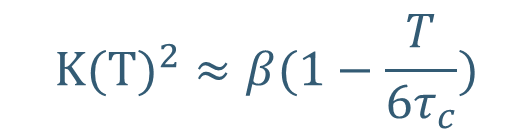 K(T)² ≈ β(1 − T/6τ_c)